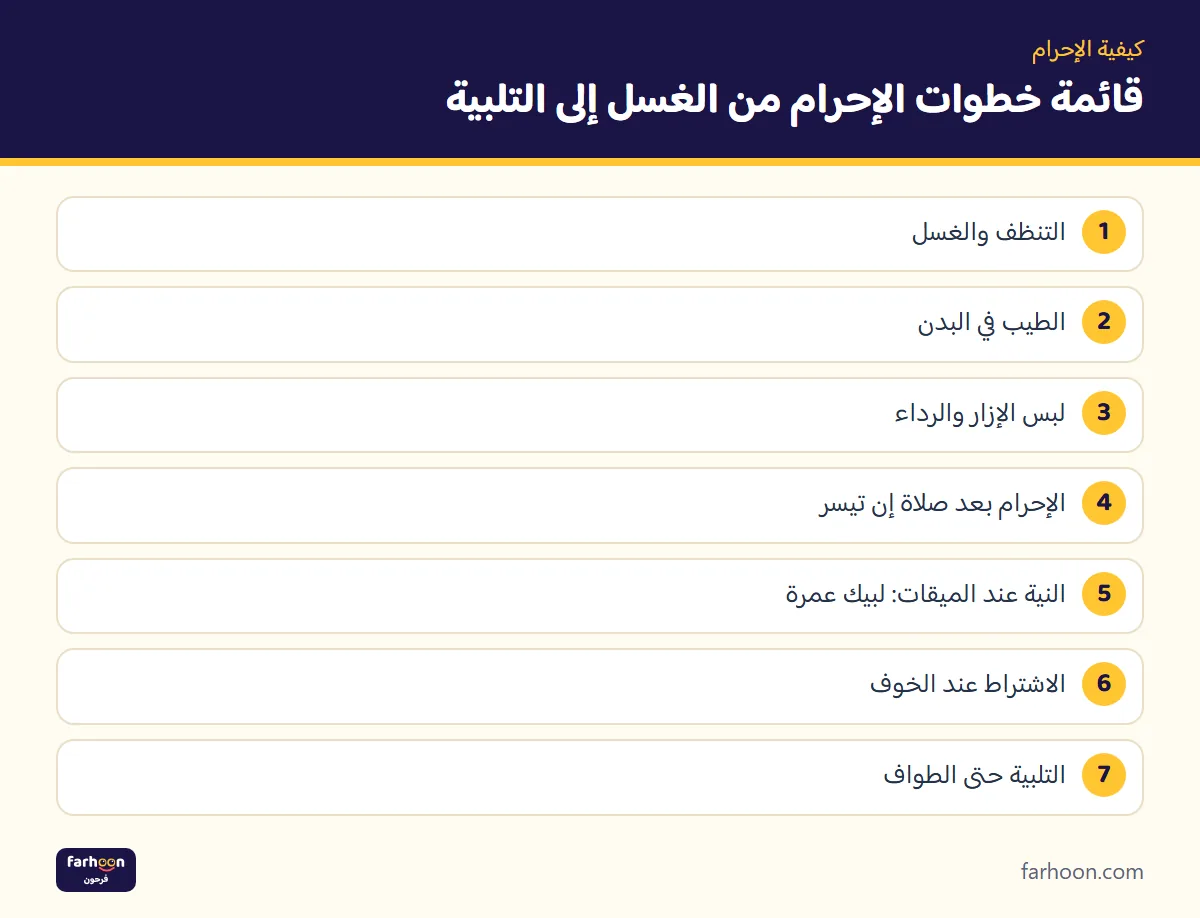 كيفية الإحرام
قائمة خطوات الإحرام من الغسل إلى التلبية
1 التنظف والغسل
2 الطيب في البدن
3 لبس الإزار والرداء
4 الإحرام بعد صلاة إن تيسر
5 النية عند الميقات: لبيك عمرة
6 الاشتراط عند الخوف
7 التلبية حتى الطواف
farhoon.com
farhoon
فرحون